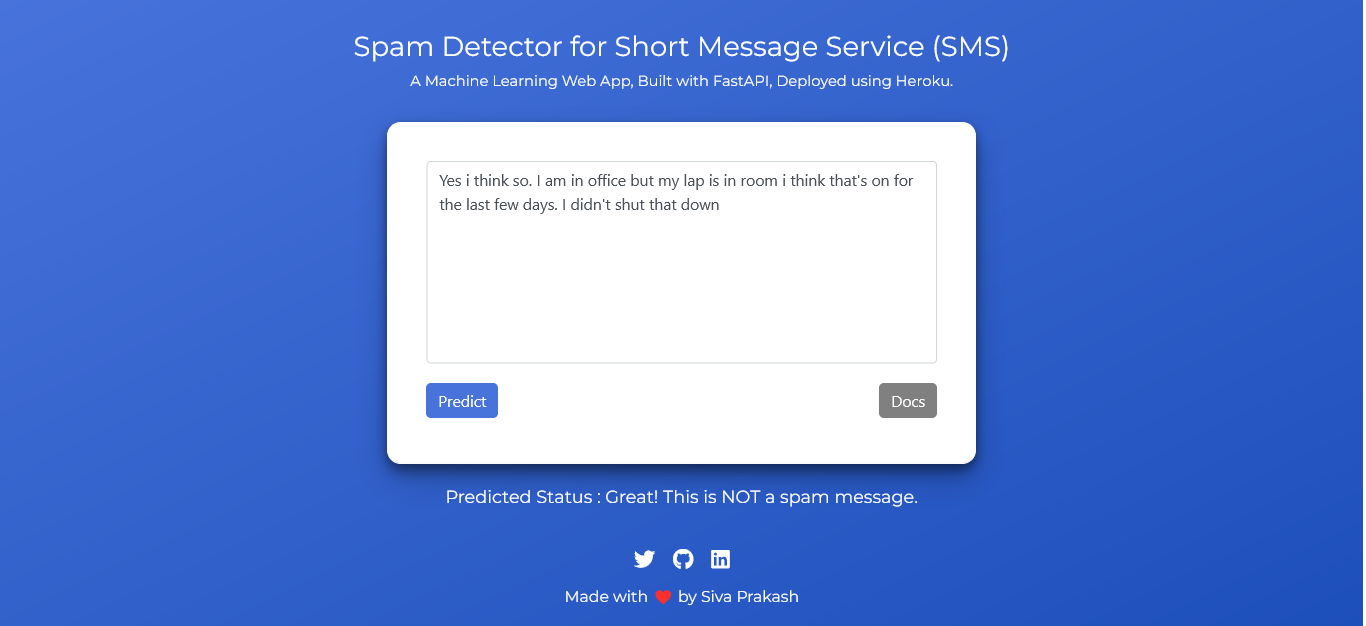 Spam Detector for Short Message Service (SMS)
A Machine Learning Web App, Built with FastAPI, Deployed using Heroku.
Yes i think so. I am in office but my lap is in room i think that's on for
the last few days. I didn't shut that down
Predict
Docs
Predicted Status : Great! This is NOT a spam message.
Made with ❤ by Siva Prakash